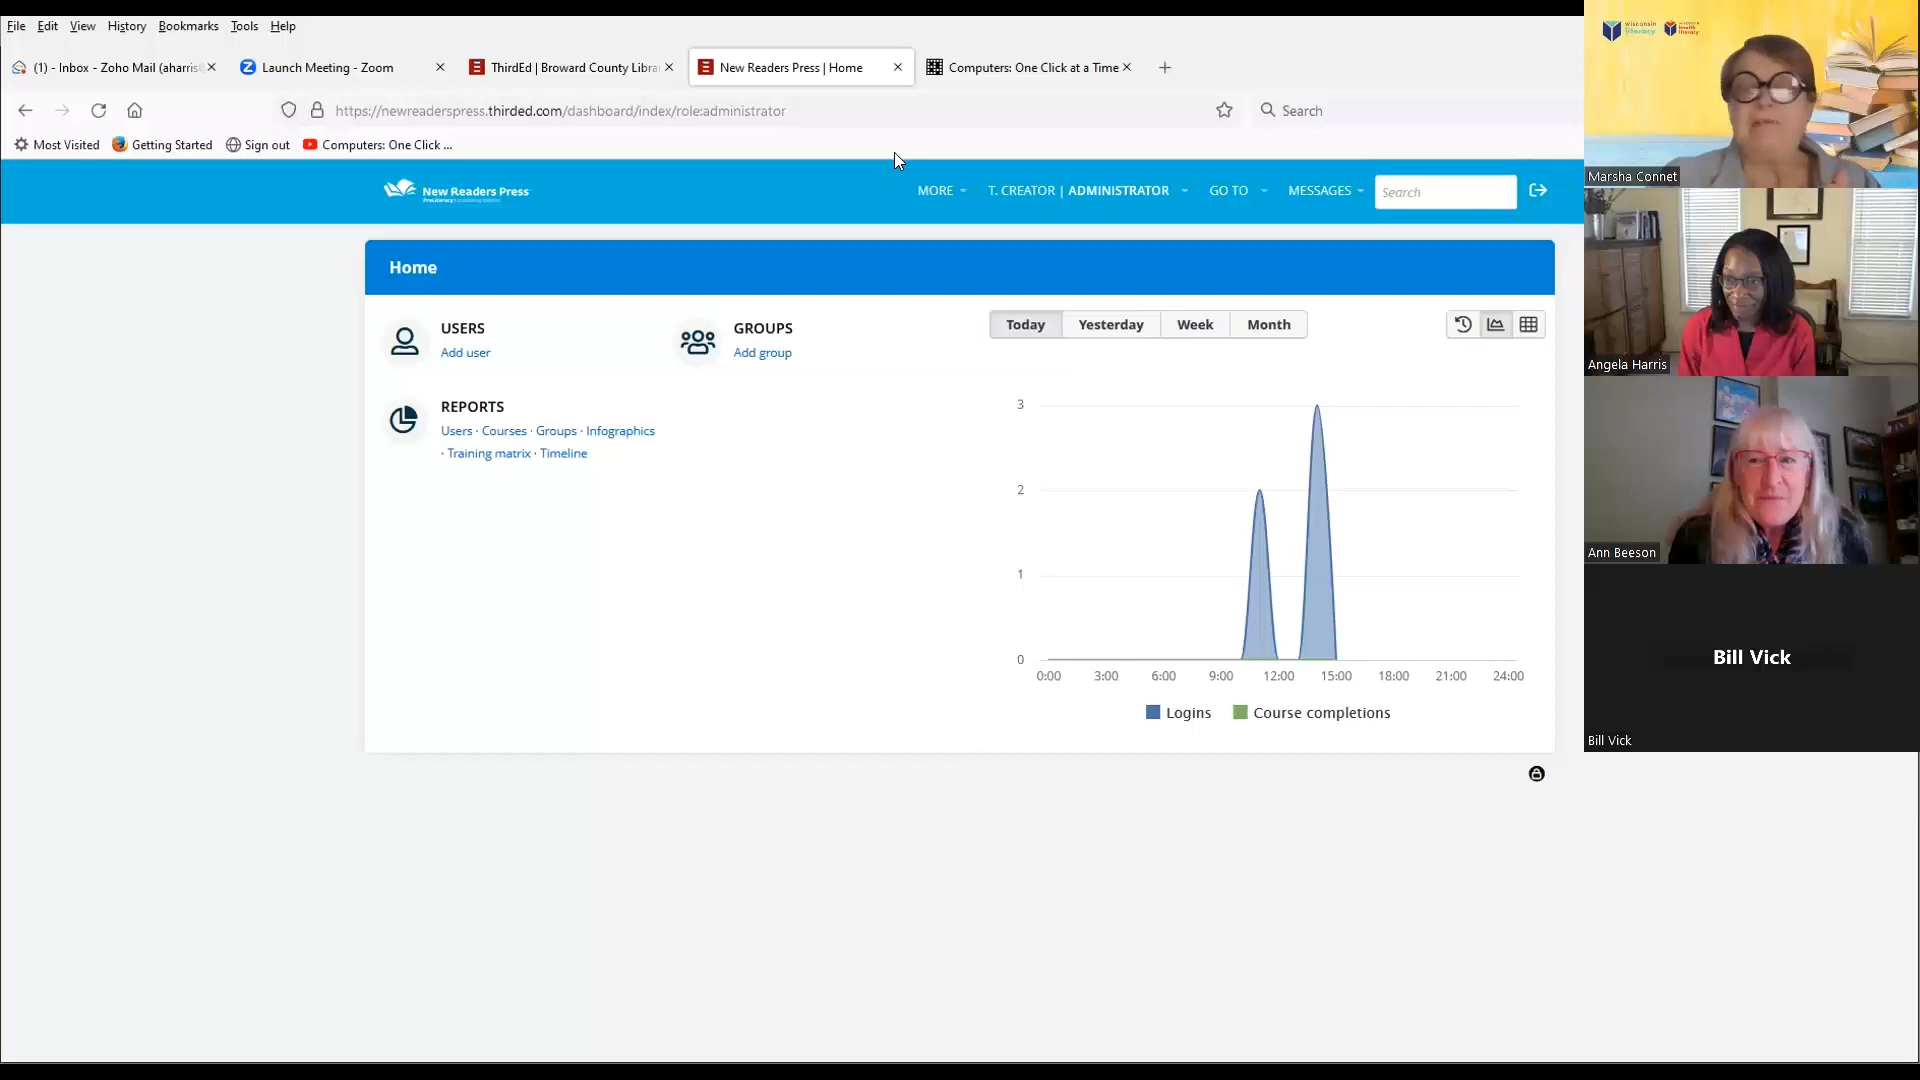 File Edit View History Bookmarks Tools Help
(1) - Inbox - Zoho Mail (aharris
Launch Meeting - Zoom
ThirdEd | Broward County Libra
New Readers Press | Home
Computers: One Click at a Time
https://newreaderspress.thirded.com/dashboard/index/role:administrator
Search
Most Visited Getting Started Sign out Computers: One Click ...
New Readers Press
MORE T. CREATOR | ADMINISTRATOR GO TO MESSAGES Search
Home
USERS
Add user
GROUPS
Add group
REPORTS
Users · Courses · Groups · Infographics
· Training matrix · Timeline
Today Yesterday Week Month
3
2
1
0
0:00 3:00 6:00 9:00 12:00 15:00 18:00 21:00 24:00
Logins Course completions
wisconsin
literacy
Marsha Connet
Angela Harris
Ann Beeson
Bill Vick
Bill Vick